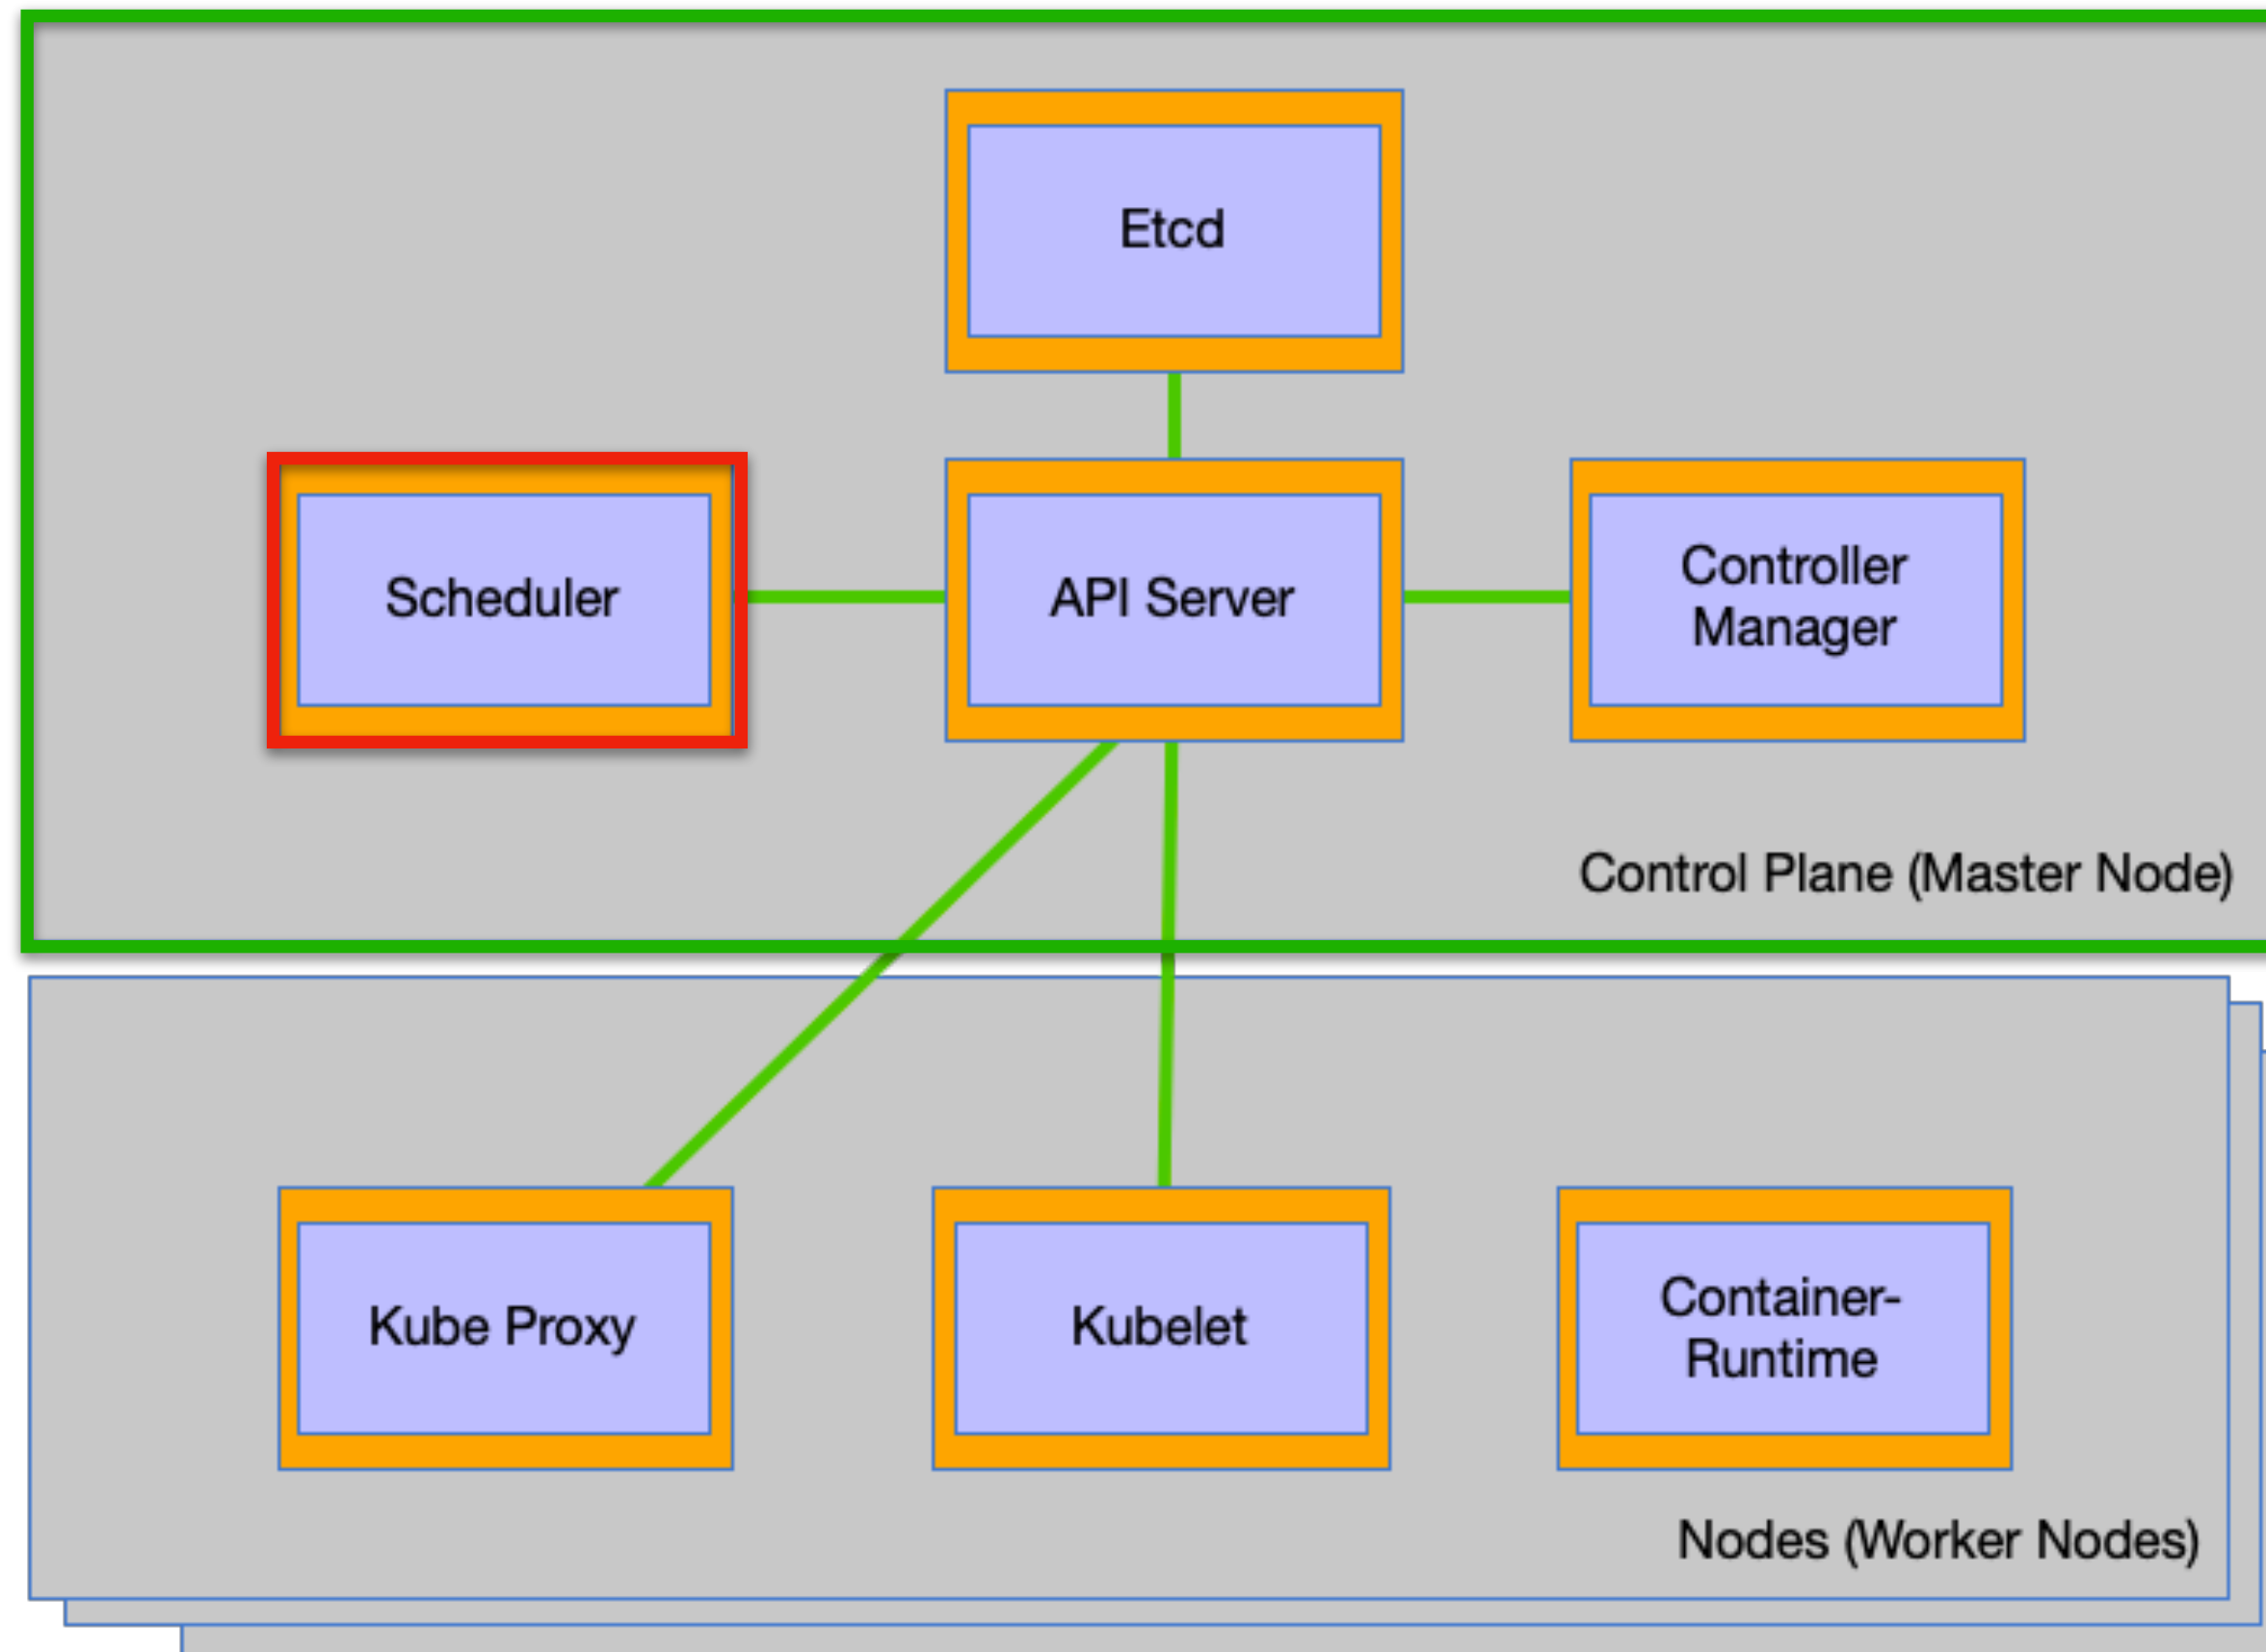 Etcd
Scheduler
API Server
Controller
Manager
Control Plane (Master Node)
Kube Proxy
Kubelet
Container-
Runtime
Nodes (Worker Nodes)